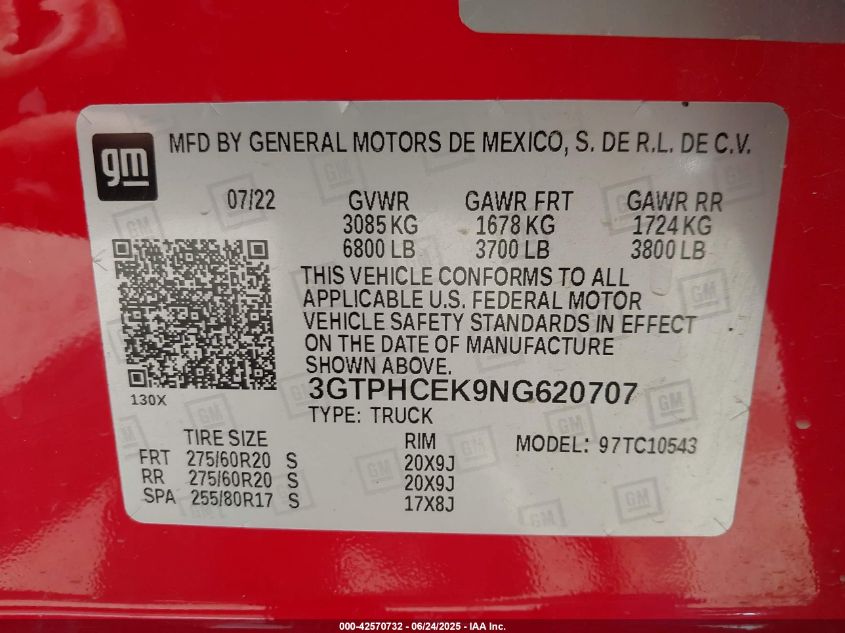 gm
MFD BY GENERAL MOTORS DE MEXICO, S. DE R.L. DE C.V.
07/22 GVWR GAWR FRT GAWR RR
3085 KG 1678 KG 1724 KG
6800 LB 3700 LB 3800 LB
THIS VEHICLE CONFORMS TO ALL
APPLICABLE U.S. FEDERAL MOTOR
VEHICLE SAFETY STANDARDS IN EFFECT
ON THE DATE OF MANUFACTURE
SHOWN ABOVE.
130X
3GTPHCEK9NG620707
TYPE: TRUCK
TIRE SIZE RIM MODEL: 97TC10543
FRT 275/60R20 S 20X9J
RR 275/60R20 S 20X9J
SPA 255/80R17 S 17X8J
000-42570732 - 06/24/2025 - IAA Inc.